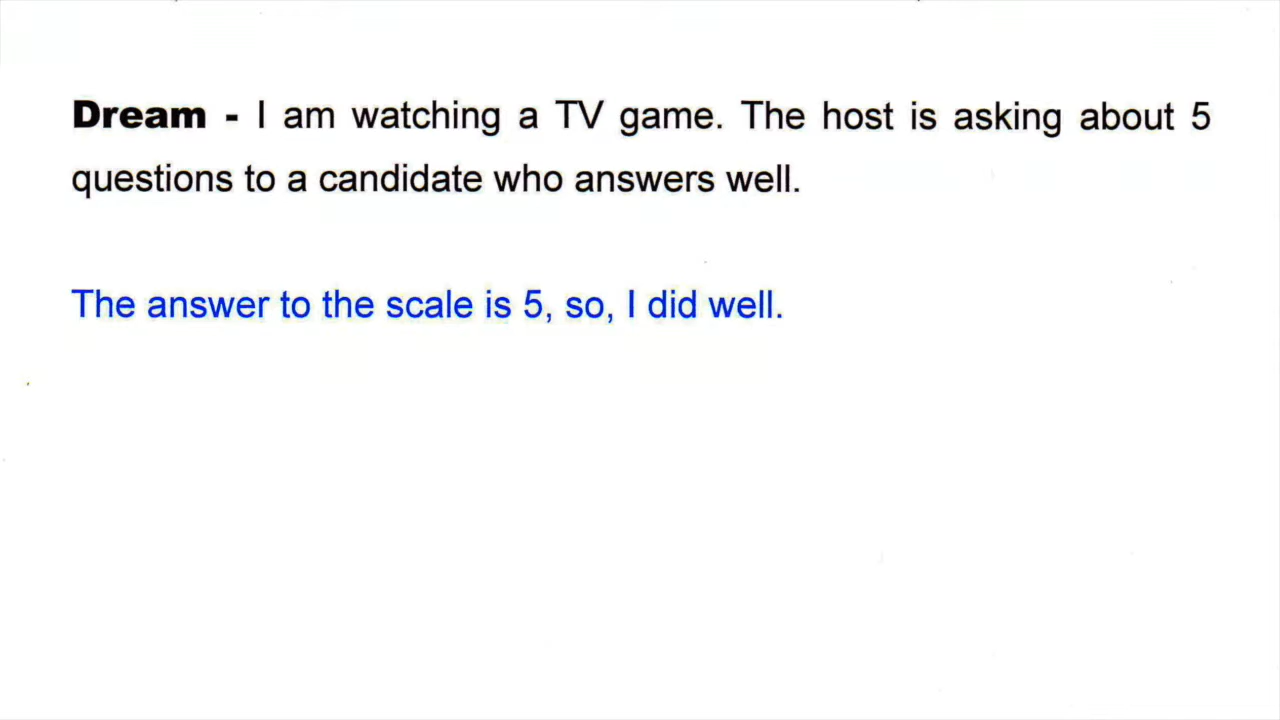 Dream - I am watching a TV game. The host is asking about 5
questions to a candidate who answers well.
The answer to the scale is 5, so, I did well.